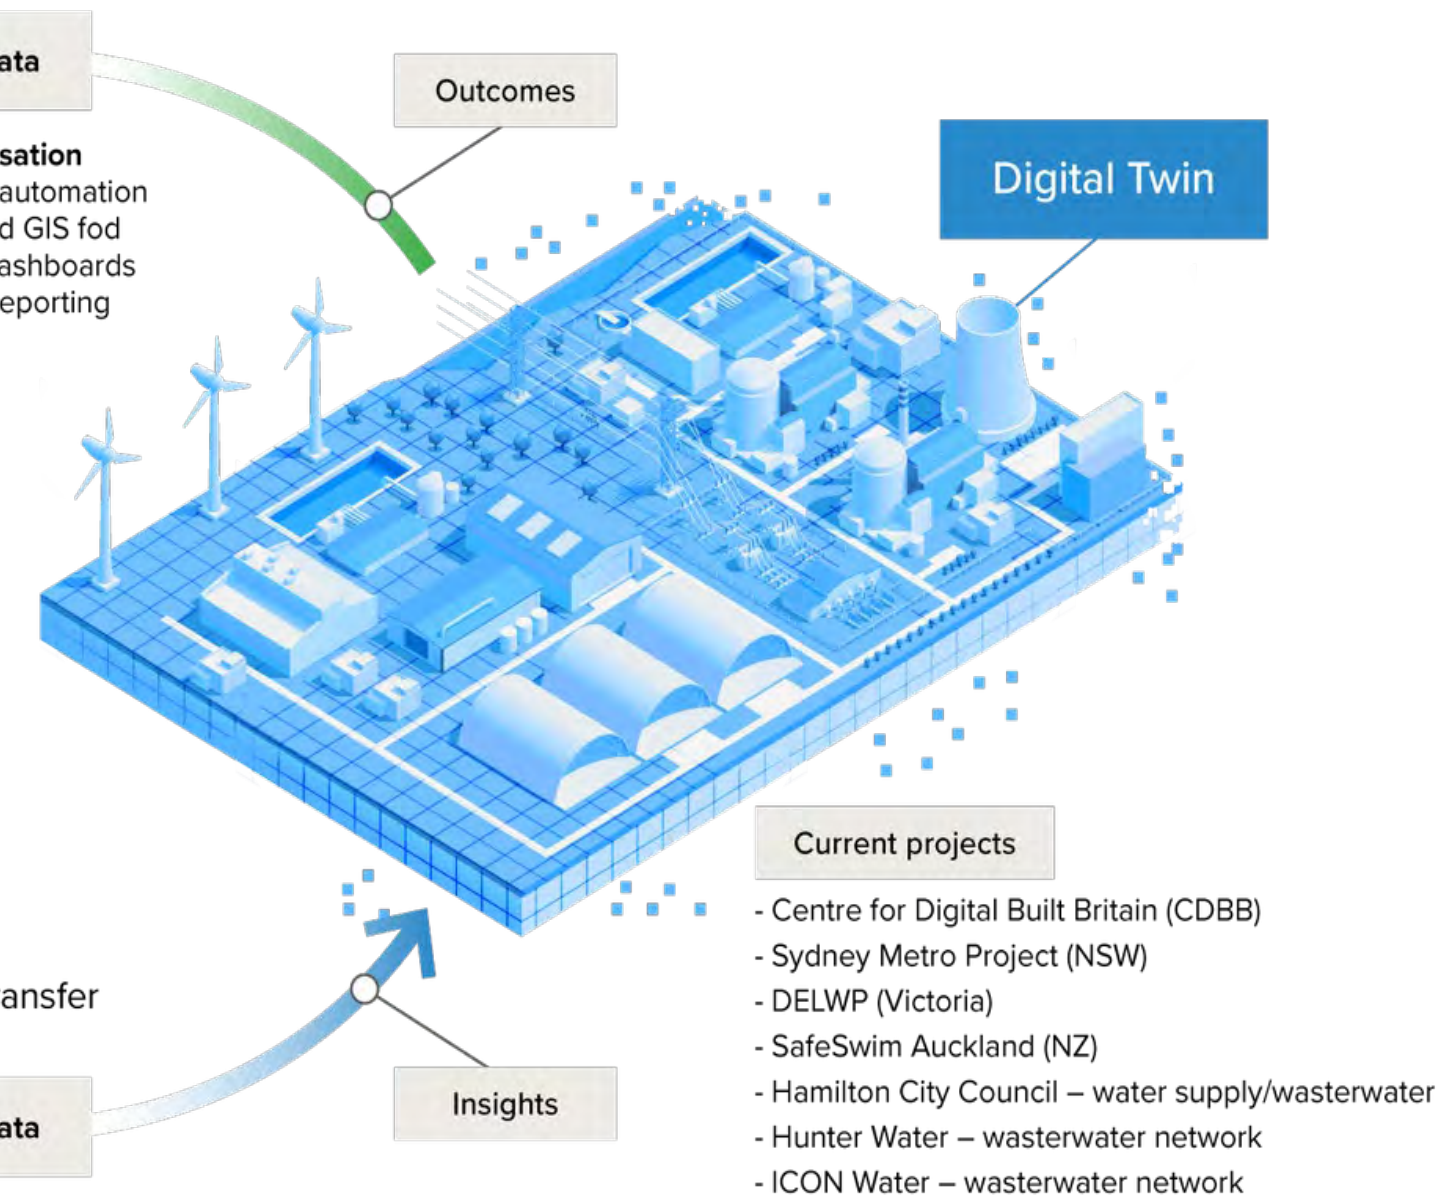 ata
Outcomes
Digital Twin
sation
automation
d GIS fod
ashboards
eporting
Current projects
- Centre for Digital Built Britain (CDBB)
- Sydney Metro Project (NSW)
- DELWP (Victoria)
- SafeSwim Auckland (NZ)
- Hamilton City Council – water supply/wasterwater
- Hunter Water – wasterwater network
- ICON Water – wasterwater network
ansfer
Insights
ata